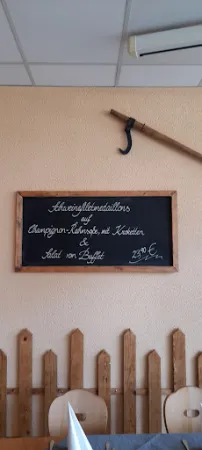 Schweinefiletmedaillons
auf
Champignon-Rahmsoße, mit Kroketten
&
Salat vom Buffet 23,90 €